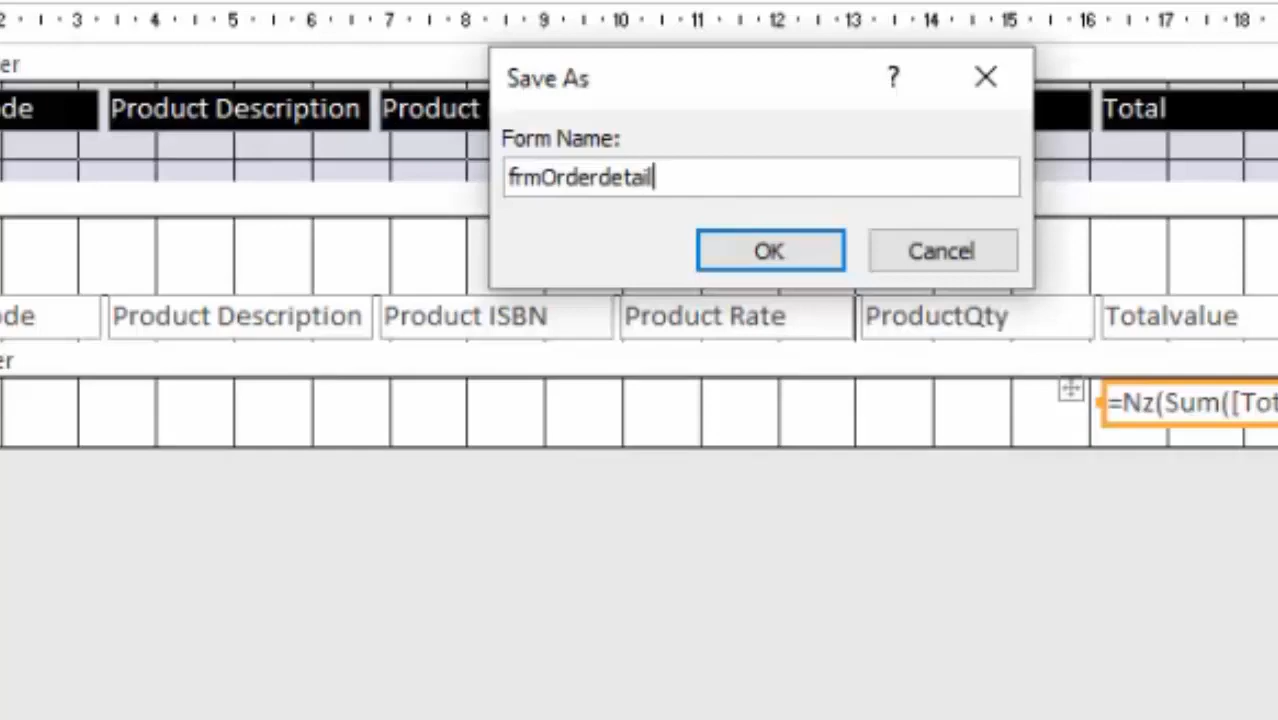 2 3 4 5 6 7 8 9 10 11 12 13 14 15 16 17 18
er
Save As ?
ode Product Description Product Total
Form Name:
frmOrderdetail
OK Cancel
ode Product Description Product ISBN Product Rate ProductQty Totalvalue
er
=Nz(Sum([Tot